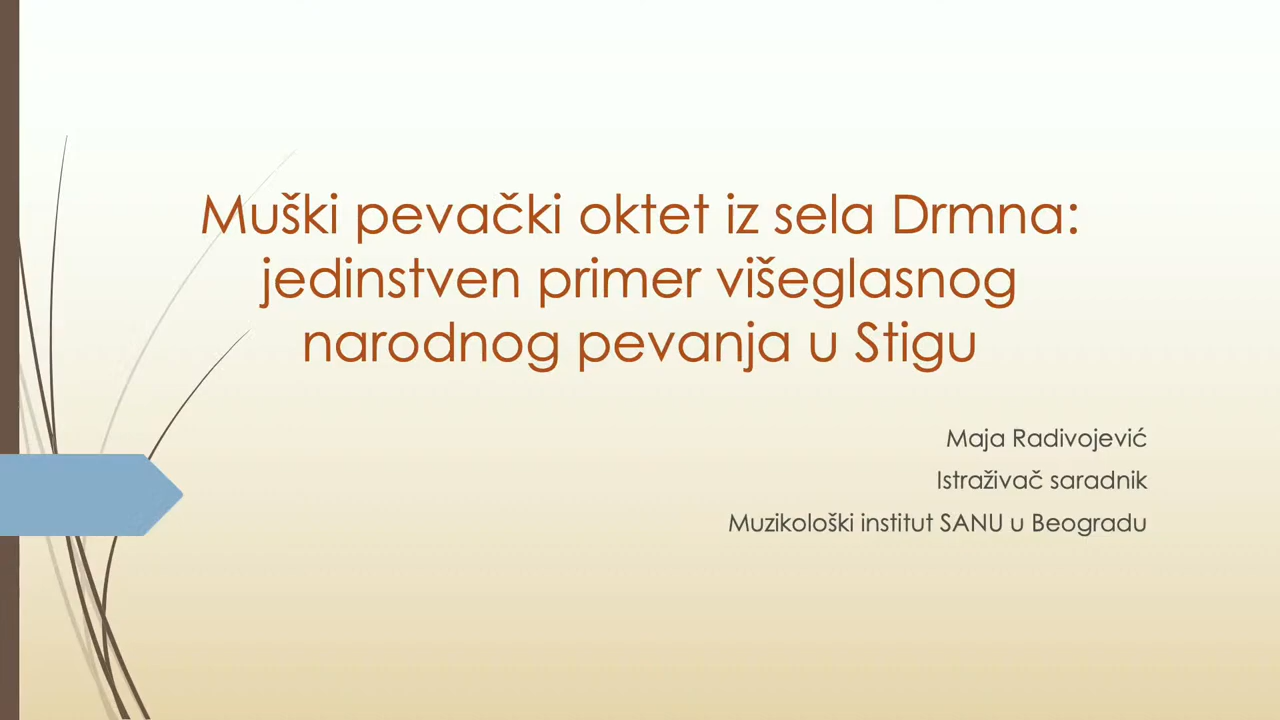 Muški pevački oktet iz sela Drmna:
jedinstven primer višeglasnog
narodnog pevanja u Stigu
Maja Radivojević
Istraživač saradnik
Muzikološki institut SANU u Beogradu